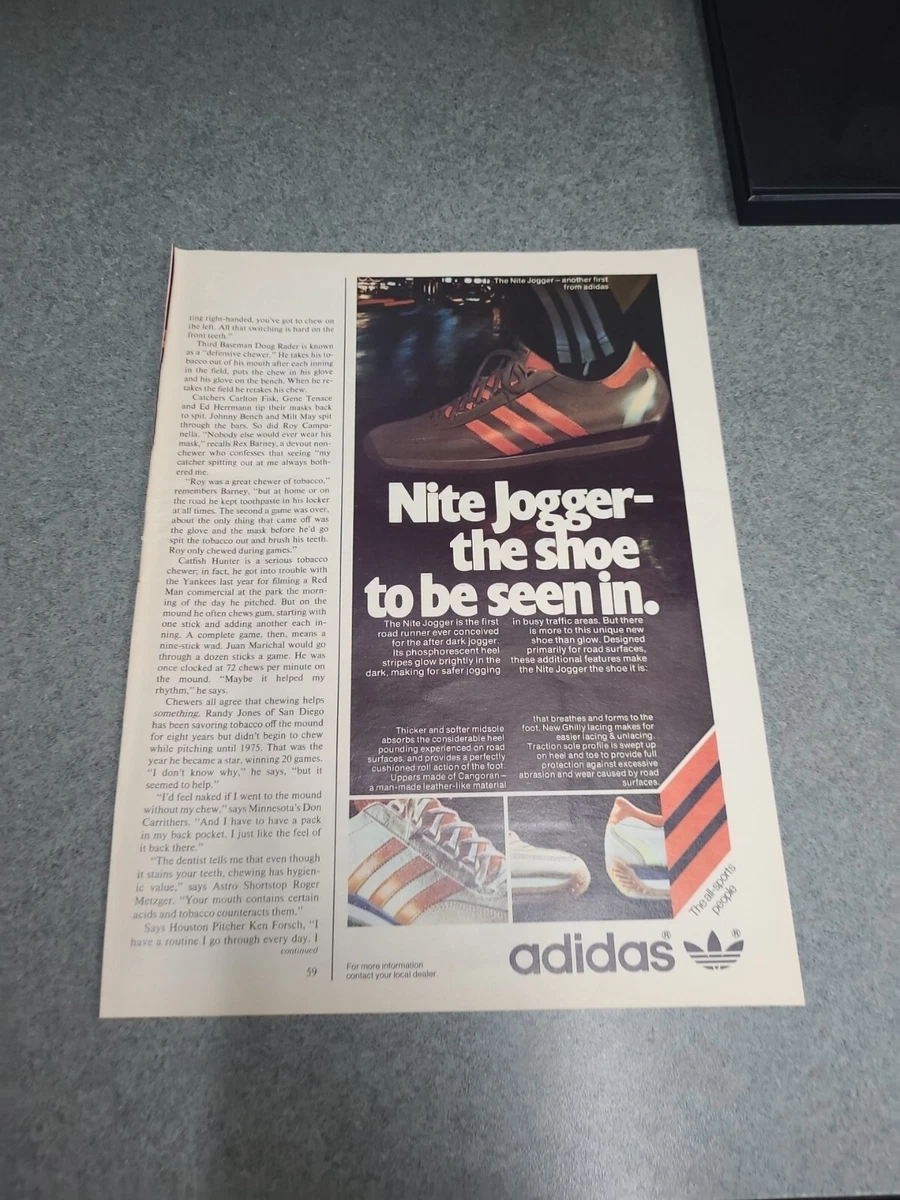 ting right-handed, you've got to chew on
the left. All that switching is hard on the
front teeth."
Third Baseman Doug Rader is known
as a "defensive chewer." He takes his to-
bacco out of his mouth after each inning
in the field, puts the chew in his glove
and his glove on the bench. When he re-
takes the field he retakes his chew.
Catchers Carlton Fisk, Gene Tenace
and Ed Herrmann tip their masks back
to spit. Johnny Bench and Milt May spit
through the bars. So did Roy Campa-
nella. "Nobody else would ever wear his
mask," recalls Rex Barney, a devout non-
chewer who confesses that seeing "my
catcher spitting out at me always both-
ered me.
"Roy was a great chewer of tobacco,"
remembers Barney, "but at home or on
the road he kept toothpaste in his locker
at all times. The second a game was over,
about the only thing that came off was
the glove and the mask before he'd go
spit the tobacco out and brush his teeth.
Roy only chewed during games."
Catfish Hunter is a serious tobacco
chewer; in fact, he got into trouble with
the Yankees last year for filming a Red
Man commercial at the park the morn-
ing of the day he pitched. But on the
mound he often chews gum, starting with
one stick and adding another each in-
ning. A complete game, then, means a
nine-stick wad. Juan Marichal would go
through a dozen sticks a game. He was
once clocked at 72 chews per minute on
the mound. "Maybe it helped my
rhythm," he says.
Chewers all agree that chewing helps
something. Randy Jones of San Diego
has been savoring tobacco off the mound
for eight years but didn't begin to chew
while pitching until 1975. That was the
year he became a star, winning 20 games.
"I don't know why," he says, "but it
seemed to help."
"I'd feel naked if I went to the mound
without my chew," says Minnesota's Don
Carrithers. "And I have to have a pack
in my back pocket. I just like the feel of
it back there."
"The dentist tells me that even though
it stains your teeth, chewing has hygien-
ic value," says Astro Shortstop Roger
Metzger. "Your mouth contains certain
acids and tobacco counteracts them."
Says Houston Pitcher Ken Forsch, "I
have a routine I go through every day. I
continued
59
The Nite Jogger – another first
from adidas
Nite Jogger–
the shoe
to be seen in.
The Nite Jogger is the first
road runner ever conceived
for the after dark jogger.
Its phosphorescent heel
stripes glow brightly in the
dark, making for safer jogging
in busy traffic areas. But there
is more to this unique new
shoe than glow. Designed
primarily for road surfaces,
these additional features make
the Nite Jogger the shoe it is:
Thicker and softer midsole
absorbs the considerable heel
pounding experienced on road
surfaces, and provides a perfectly
cushioned roll action of the foot
Uppers made of Cangoran –
a man-made leather-like material
that breathes and forms to the
foot. New Ghilly lacing makes for
easier lacing & unlacing.
Traction sole profile is swept up
on heel and toe to provide full
protection against excessive
abrasion and wear caused by road
surfaces.
The all-sports
people
For more information
contact your local dealer.
adidas® ®